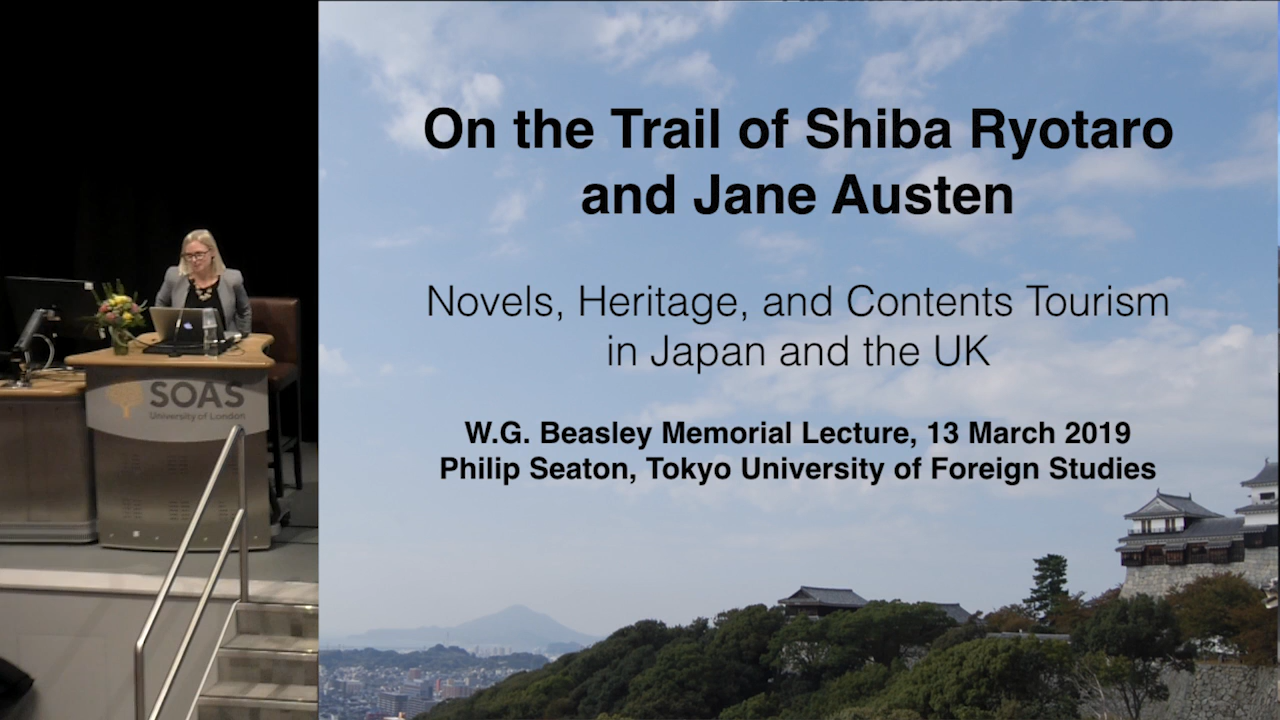 On the Trail of Shiba Ryotaro
and Jane Austen
Novels, Heritage, and Contents Tourism
in Japan and the UK
W.G. Beasley Memorial Lecture, 13 March 2019
Philip Seaton, Tokyo University of Foreign Studies
SOAS
University of London